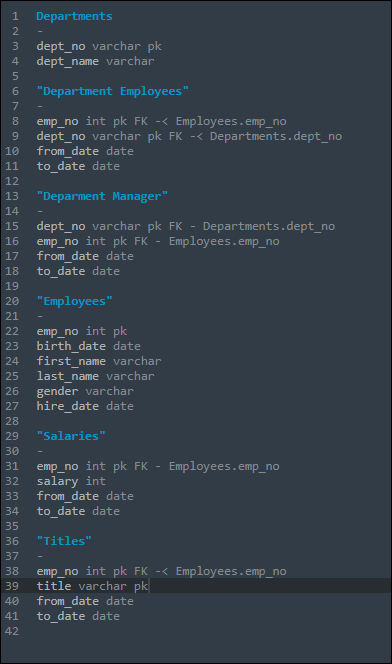 1 Departments
2 -
3 dept_no varchar pk
4 dept_name varchar
5
6 "Department Employees"
7 -
8 emp_no int pk FK -< Employees.emp_no
9 dept_no varchar pk FK -< Departments.dept_no
10 from_date date
11 to_date date
12
13 "Deparment Manager"
14 -
15 dept_no varchar pk FK - Departments.dept_no
16 emp_no int pk FK - Employees.emp_no
17 from_date date
18 to_date date
19
20 "Employees"
21 -
22 emp_no int pk
23 birth_date date
24 first_name varchar
25 last_name varchar
26 gender varchar
27 hire_date date
28
29 "Salaries"
30 -
31 emp_no int pk FK - Employees.emp_no
32 salary int
33 from_date date
34 to_date date
35
36 "Titles"
37 -
38 emp_no int pk FK -< Employees.emp_no
39 title varchar pk
40 from_date date
41 to_date date
42